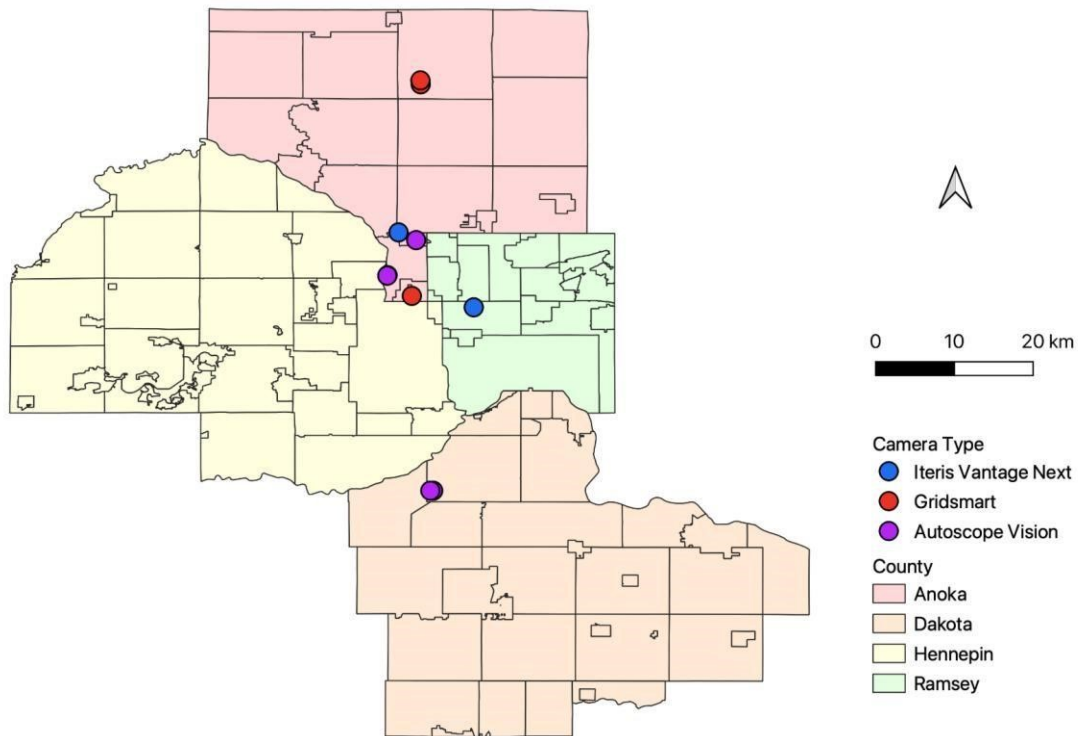 0 10 20 km
Camera Type
Iteris Vantage Next
Gridsmart
Autoscope Vision
County
Anoka
Dakota
Hennepin
Ramsey